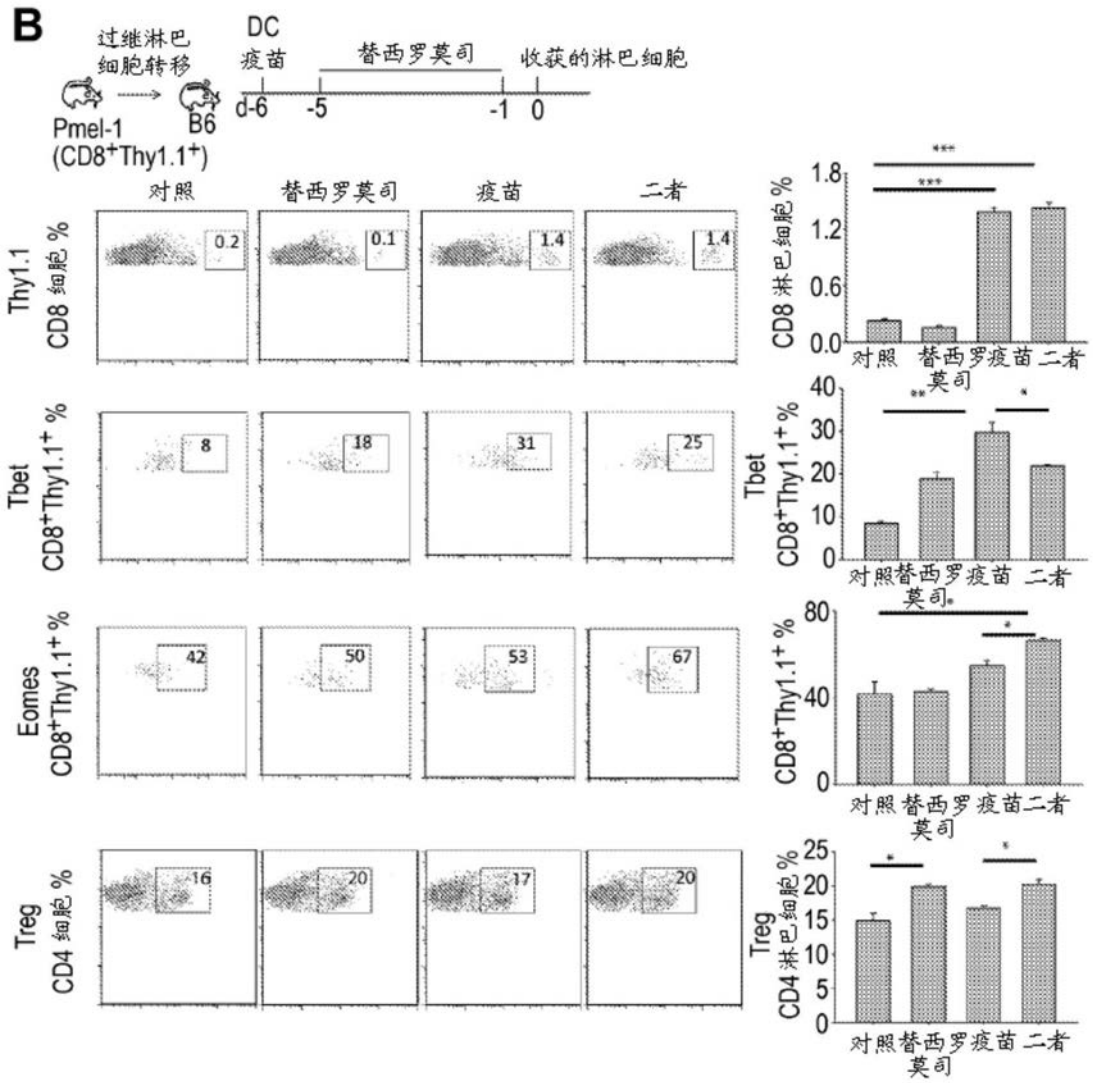 B
过继淋巴
细胞转移
DC
疫苗
替西罗莫司
收获的淋巴细胞
d-6
-5
-1
0
Pmel-1
(CD8+Thy1.1+)
B6
对照
替西罗莫司
疫苗
二者
Thy1.1
CD8 细胞 %
0.2
0.1
1.4
1.4
CD8 淋巴细胞 %
1.8
1.2
0.6
0.0
***
***
对照
替西罗
莫司
疫苗
二者
Tbet
CD8+Thy1.1+ %
8
18
31
25
Tbet
CD8+Thy1.1+ %
40
30
20
10
0
**
*
对照
替西罗
莫司
疫苗
二者
Eomes
CD8+Thy1.1+ %
42
50
53
67
CD8+Thy1.1+ %
80
40
0
*
*
对照
替西罗
莫司
疫苗
二者
Treg
CD4 细胞 %
16
20
17
20
Treg
CD4 淋巴细胞%
25
20
15
10
5
0
*
*
对照
替西罗
莫司
疫苗
二者